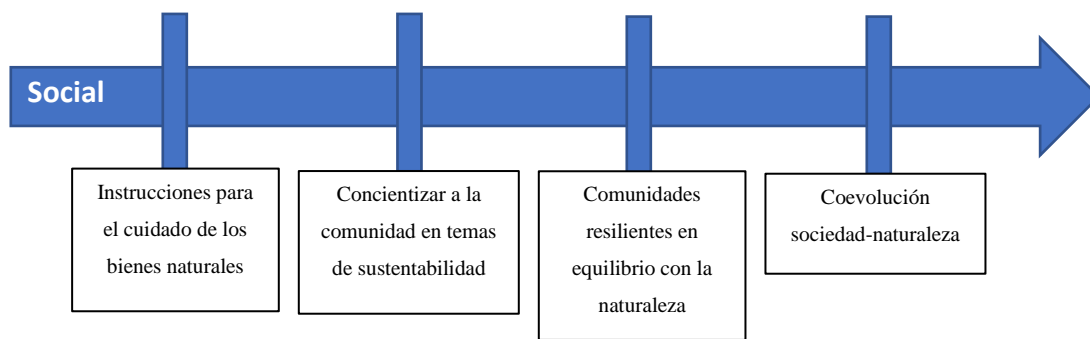 Social
Instrucciones para
el cuidado de los
bienes naturales
Concientizar a la
comunidad en temas
de sustentabilidad
Comunidades
resilientes en
equilibrio con la
naturaleza
Coevolución
sociedad-naturaleza